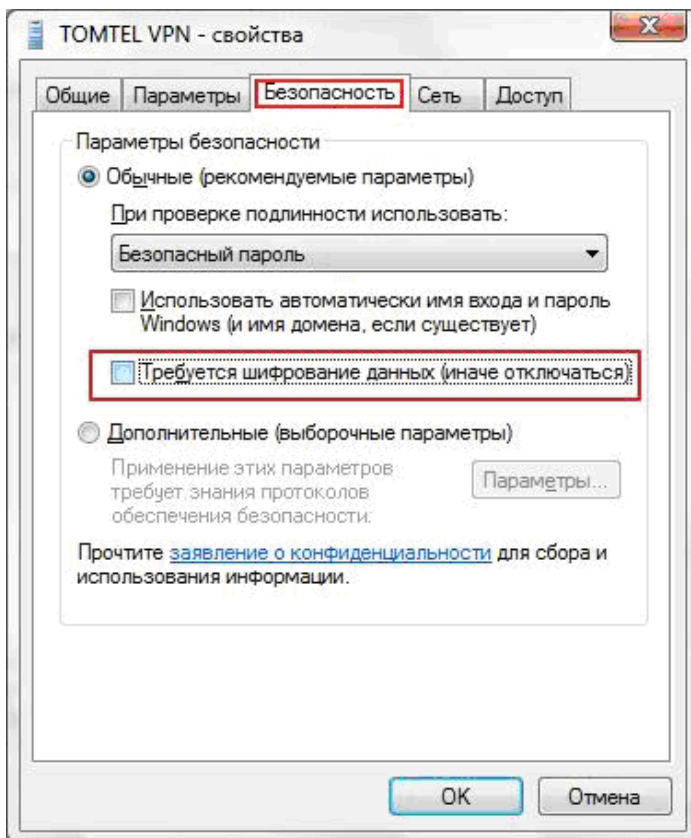 TOMTEL VPN - свойства
Общие Параметры Безопасность Сеть Доступ
Параметры безопасности
Обычные (рекомендуемые параметры)
При проверке подлинности использовать:
Безопасный пароль
Использовать автоматически имя входа и пароль
Windows (и имя домена, если существует)
Требуется шифрование данных (иначе отключаться)
Дополнительные (выборочные параметры)
Применение этих параметров
требует знания протоколов
обеспечения безопасности.
Параметры...
Прочтите заявление о конфиденциальности для сбора и
использования информации.
OK Отмена